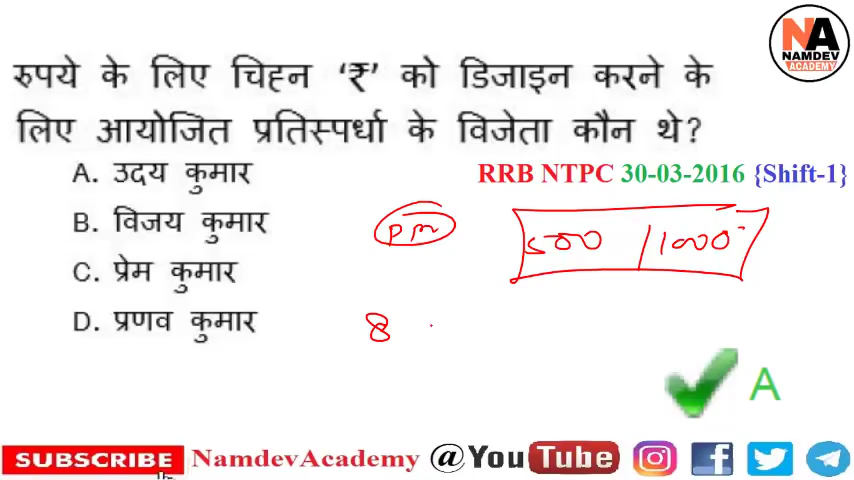 NA
NAMDEV
ACADEMY
रुपये के लिए चिह्न ‘₹’ को डिजाइन करने के
लिए आयोजित प्रतिस्पर्धा के विजेता कौन थे?
A. उदय कुमार
RRB NTPC 30-03-2016 {Shift-1}
B. विजय कुमार
pm
500 / 1000
C. प्रेम कुमार
D. प्रणव कुमार
8
A
SUBSCRIBE NamdevAcademy @YouTube